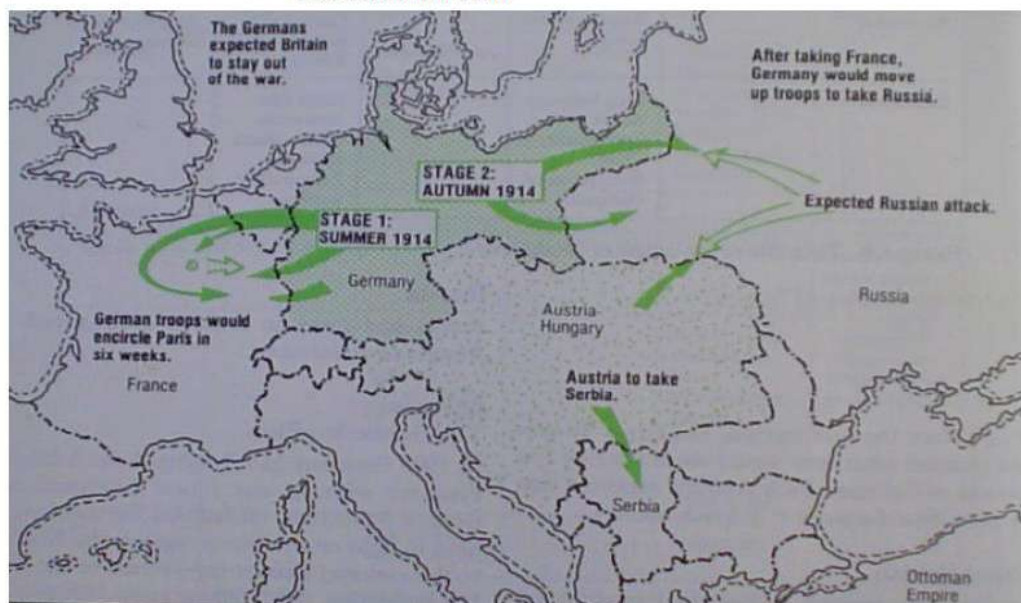 The Germans
expected Britain
to stay out
of the war.
After taking France,
Germany would move
up troops to take Russia.
STAGE 2:
AUTUMN 1914
Expected Russian attack.
STAGE 1:
SUMMER 1914
Germany
Russia
Austria-
Hungary
German troops would
encircle Paris in
six weeks.
France
Austria to take
Serbia.
Serbia
Ottoman
Empire